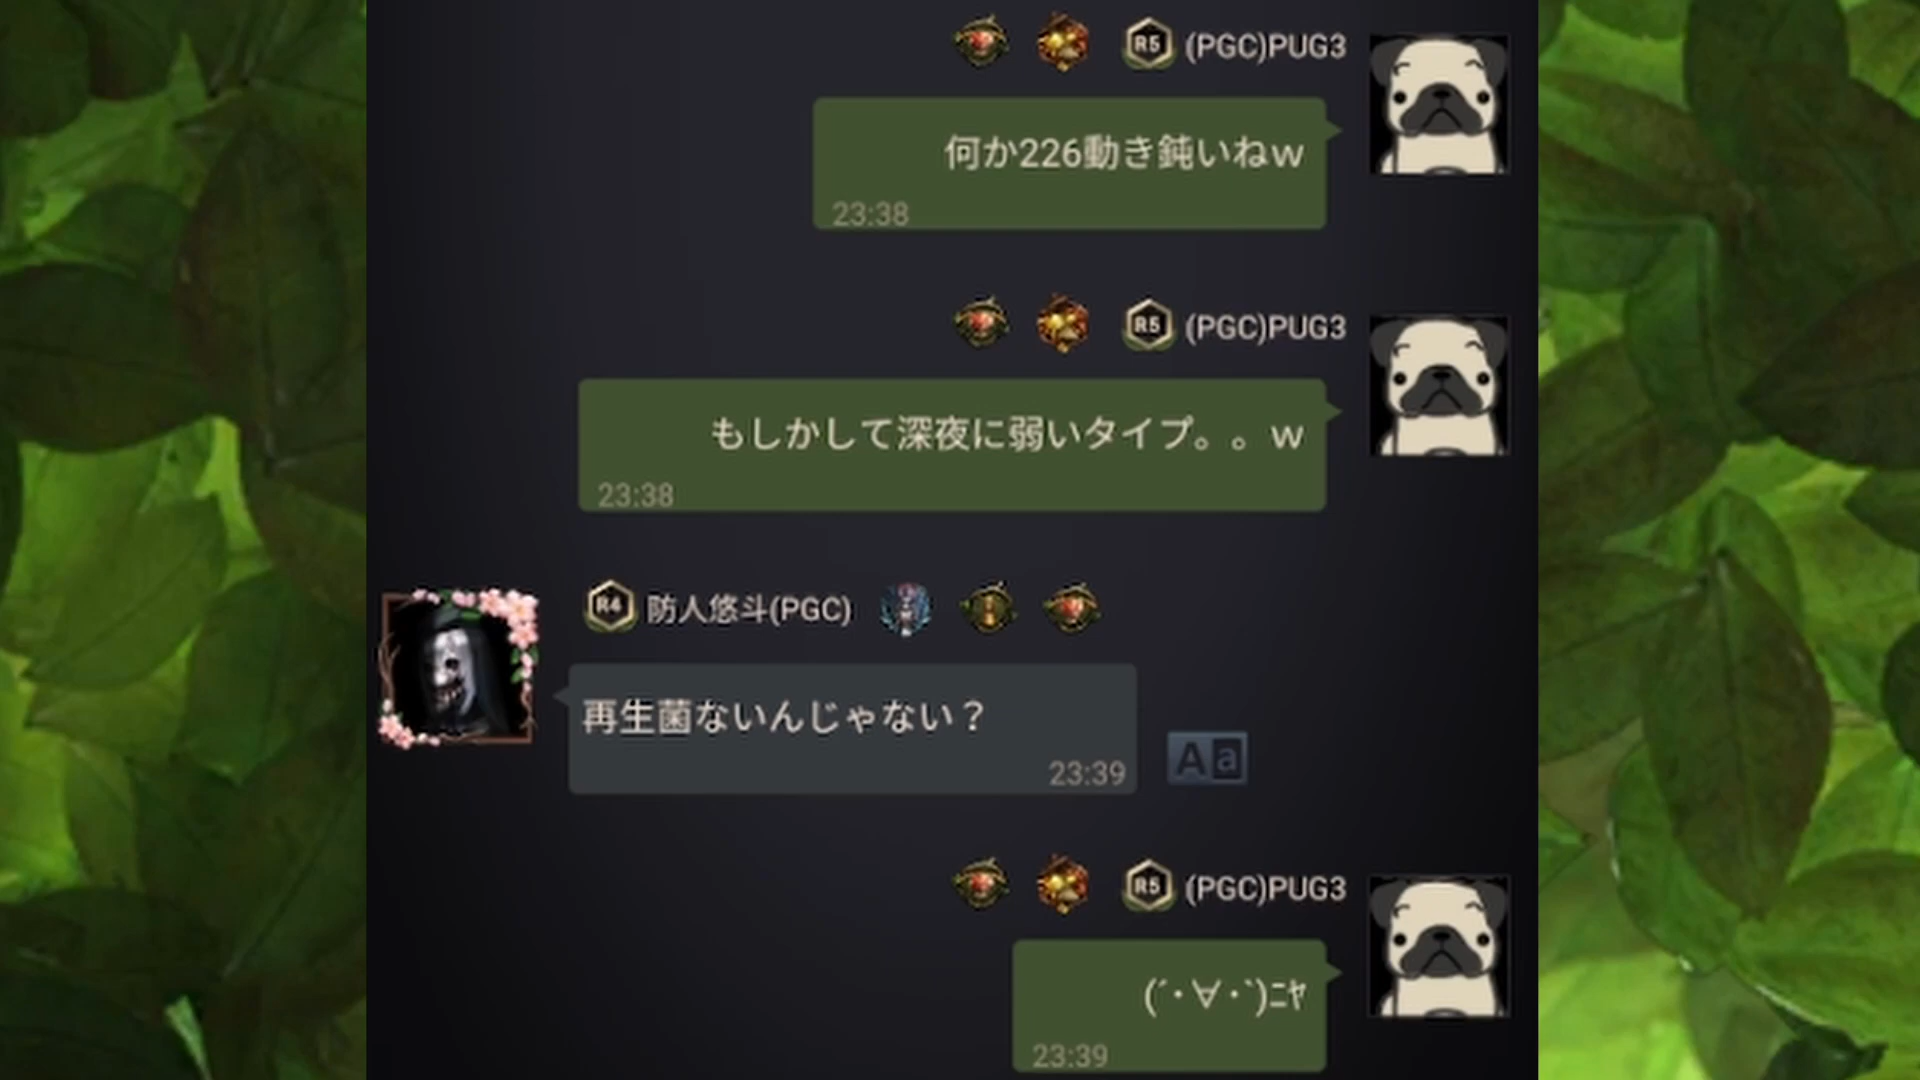 R5 (PGC)PUG3
何か226動き鈍いねw
23:38
R5 (PGC)PUG3
もしかして深夜に弱いタイプ。。w
23:38
R4 防人悠斗(PGC)
再生菌ないんじゃない？
23:39
Aa
R5 (PGC)PUG3
(´・∀・`)ﾆﾔ
23:39